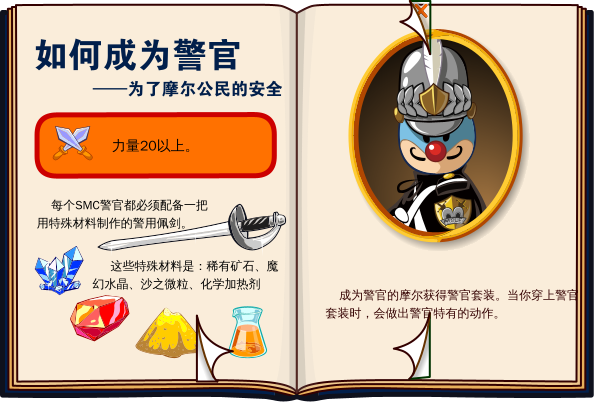 如何成为警官
——为了摩尔公民的安全
力量20以上。
每个SMC警官都必须配备一把
用特殊材料制作的警用佩剑。
这些特殊材料是：稀有矿石、魔
幻水晶、沙之微粒、化学加热剂
成为警官的摩尔获得警官套装。当你穿上警官
套装时，会做出警官特有的动作。